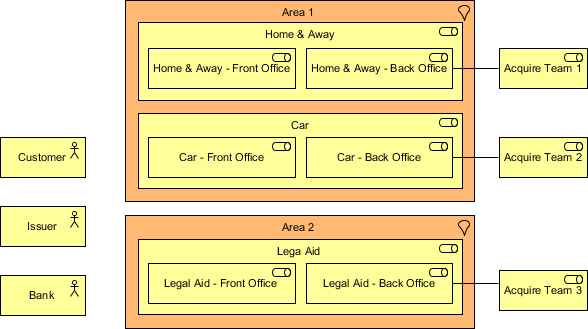 Area 1
Home & Away
Home & Away - Front Office
Home & Away - Back Office
Acquire Team 1
Car
Customer
Car - Front Office
Car - Back Office
Acquire Team 2
Issuer
Area 2
Lega Aid
Bank
Legal Aid - Front Office
Legal Aid - Back Office
Acquire Team 3